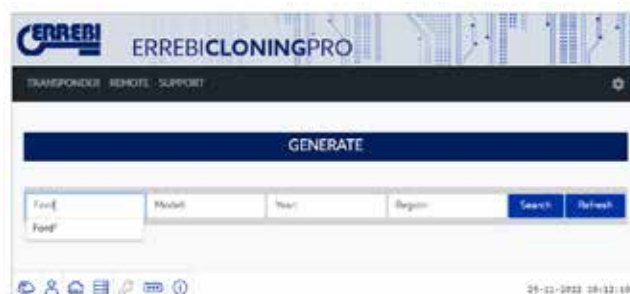 ERREBI
ERREBICLONINGPRO
TRANSPONDER REMOTE SUPPORT
GENERATE
Ford Model: Year: Region: Search Refresh
Ford*